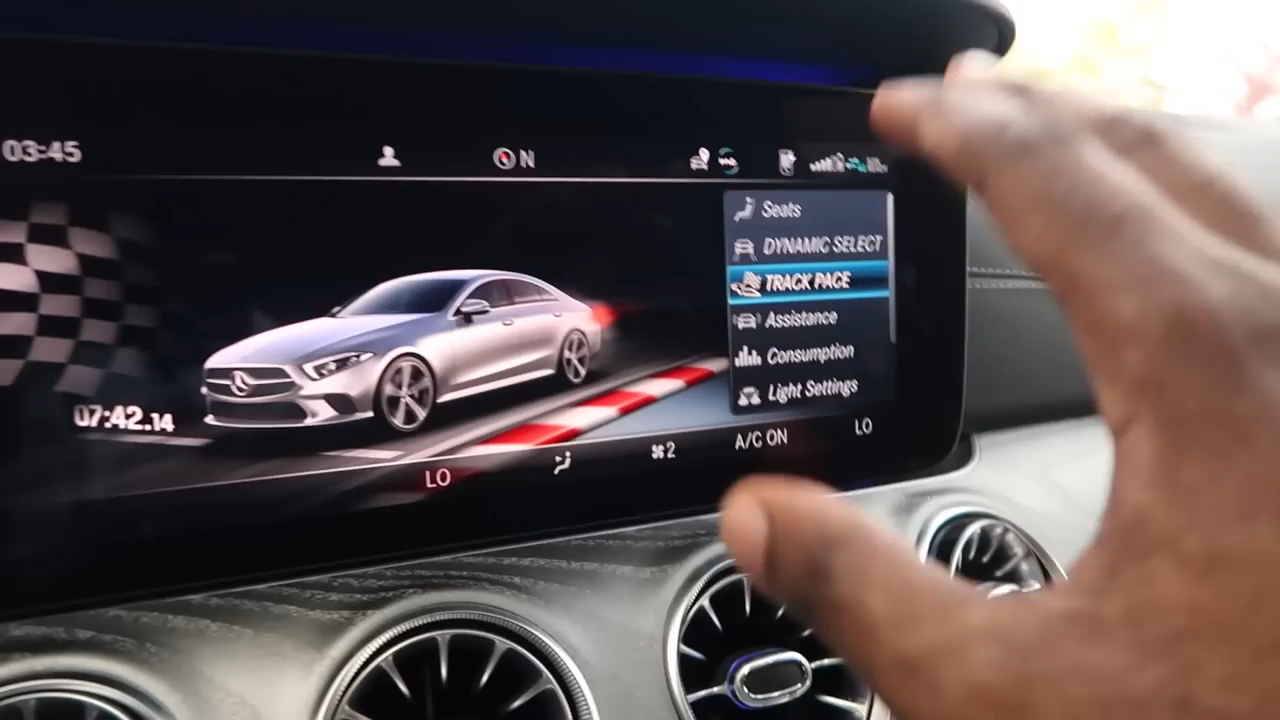 03:45
N
Seats
DYNAMIC SELECT
TRACK PACE
Assistance
Consumption
Light Settings
07:42.14
LO
2
A/C ON
LO